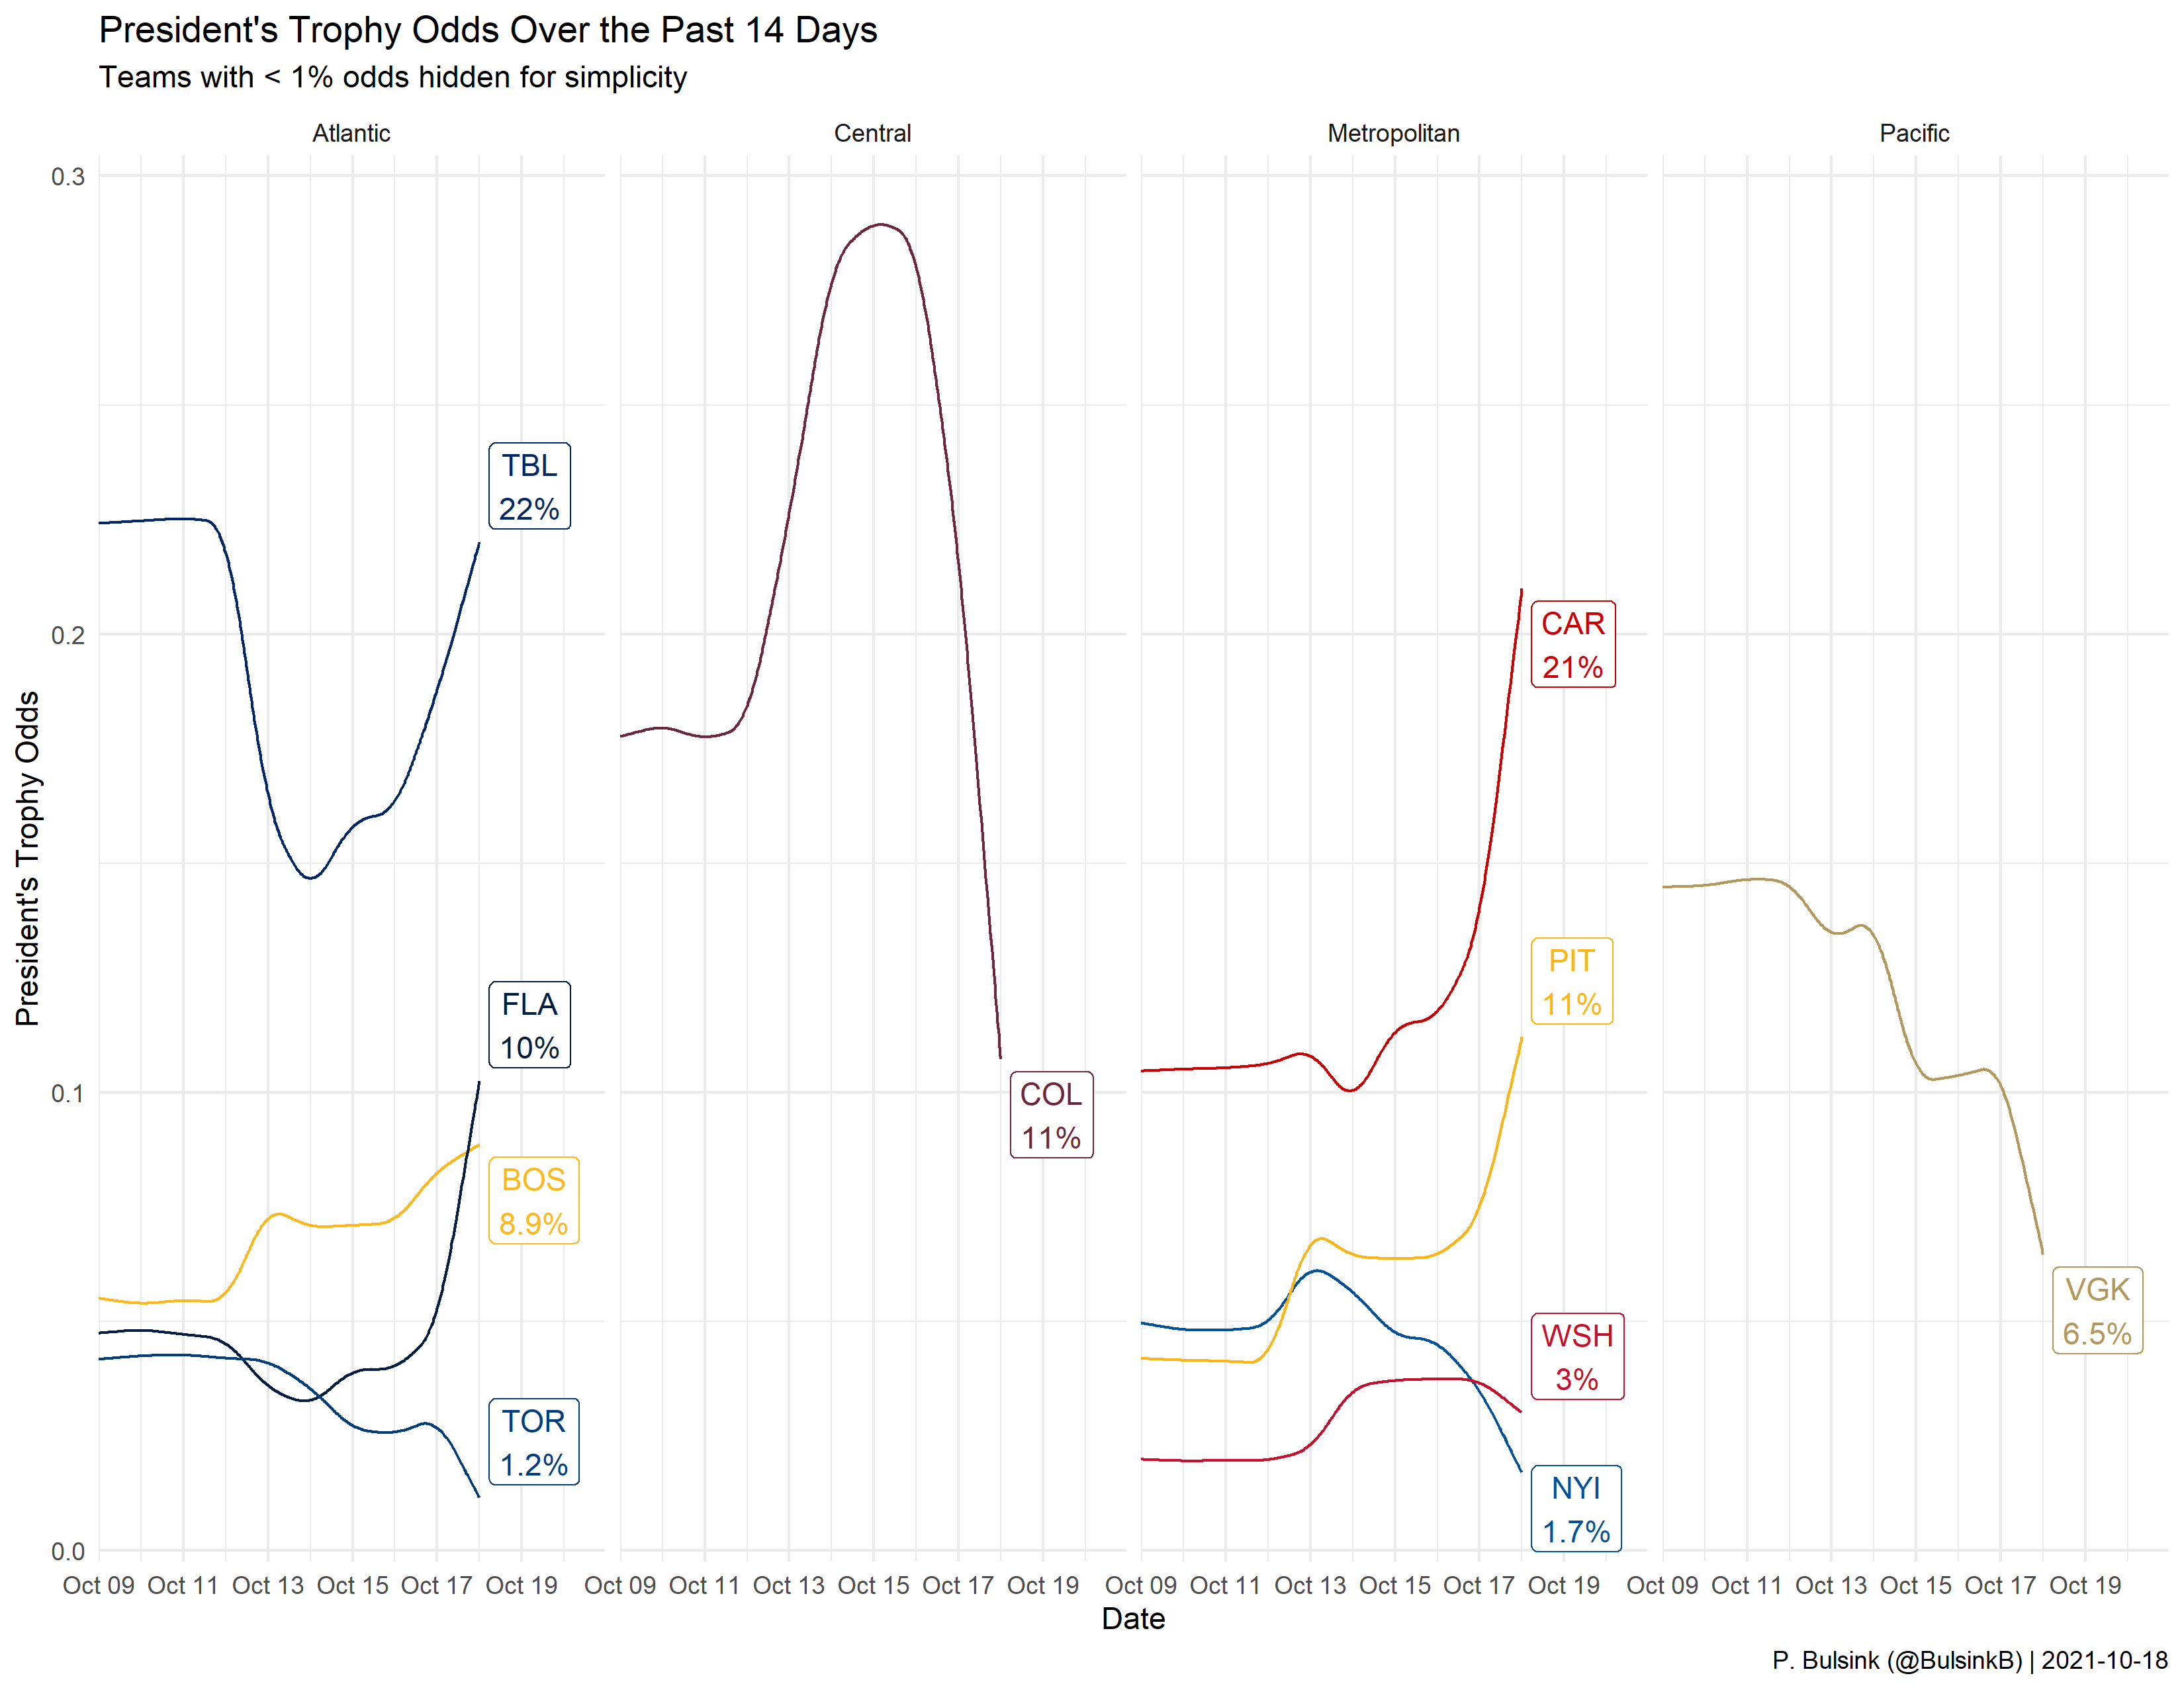 President's Trophy Odds Over the Past 14 Days
Teams with < 1% odds hidden for simplicity
Atlantic
Central
Metropolitan
Pacific
President's Trophy Odds
0.3
0.2
0.1
0.0
TBL
22%
FLA
10%
BOS
8.9%
TOR
1.2%
COL
11%
CAR
21%
PIT
11%
WSH
3%
NYI
1.7%
VGK
6.5%
Oct 09 Oct 11 Oct 13 Oct 15 Oct 17 Oct 19
Oct 09 Oct 11 Oct 13 Oct 15 Oct 17 Oct 19
Oct 09 Oct 11 Oct 13 Oct 15 Oct 17 Oct 19
Oct 09 Oct 11 Oct 13 Oct 15 Oct 17 Oct 19
Date
P. Bulsink (@BulsinkB) | 2021-10-18